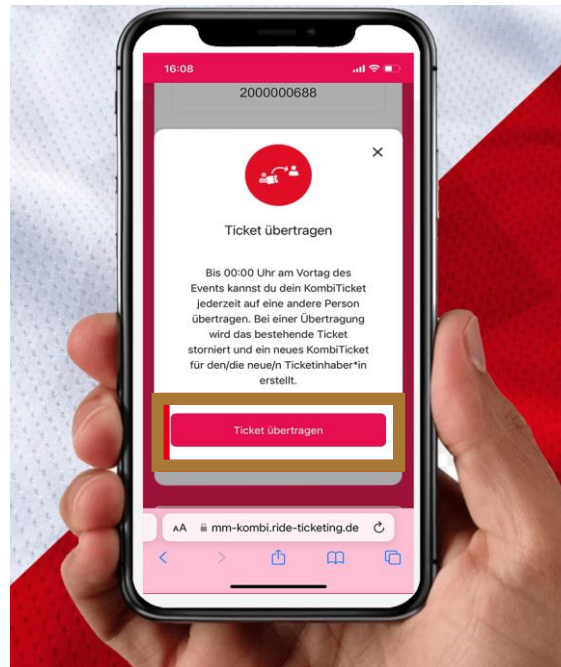 16:08
2000000688
Ticket übertragen
Bis 00:00 Uhr am Vortag des
Events kannst du dein KombiTicket
jederzeit auf eine andere Person
übertragen. Bei einer Übertragung
wird das bestehende Ticket
storniert und ein neues KombiTicket
für den/die neue/n Ticketinhaber*in
erstellt.
Ticket übertragen
AA mm-kombi.ride-ticketing.de